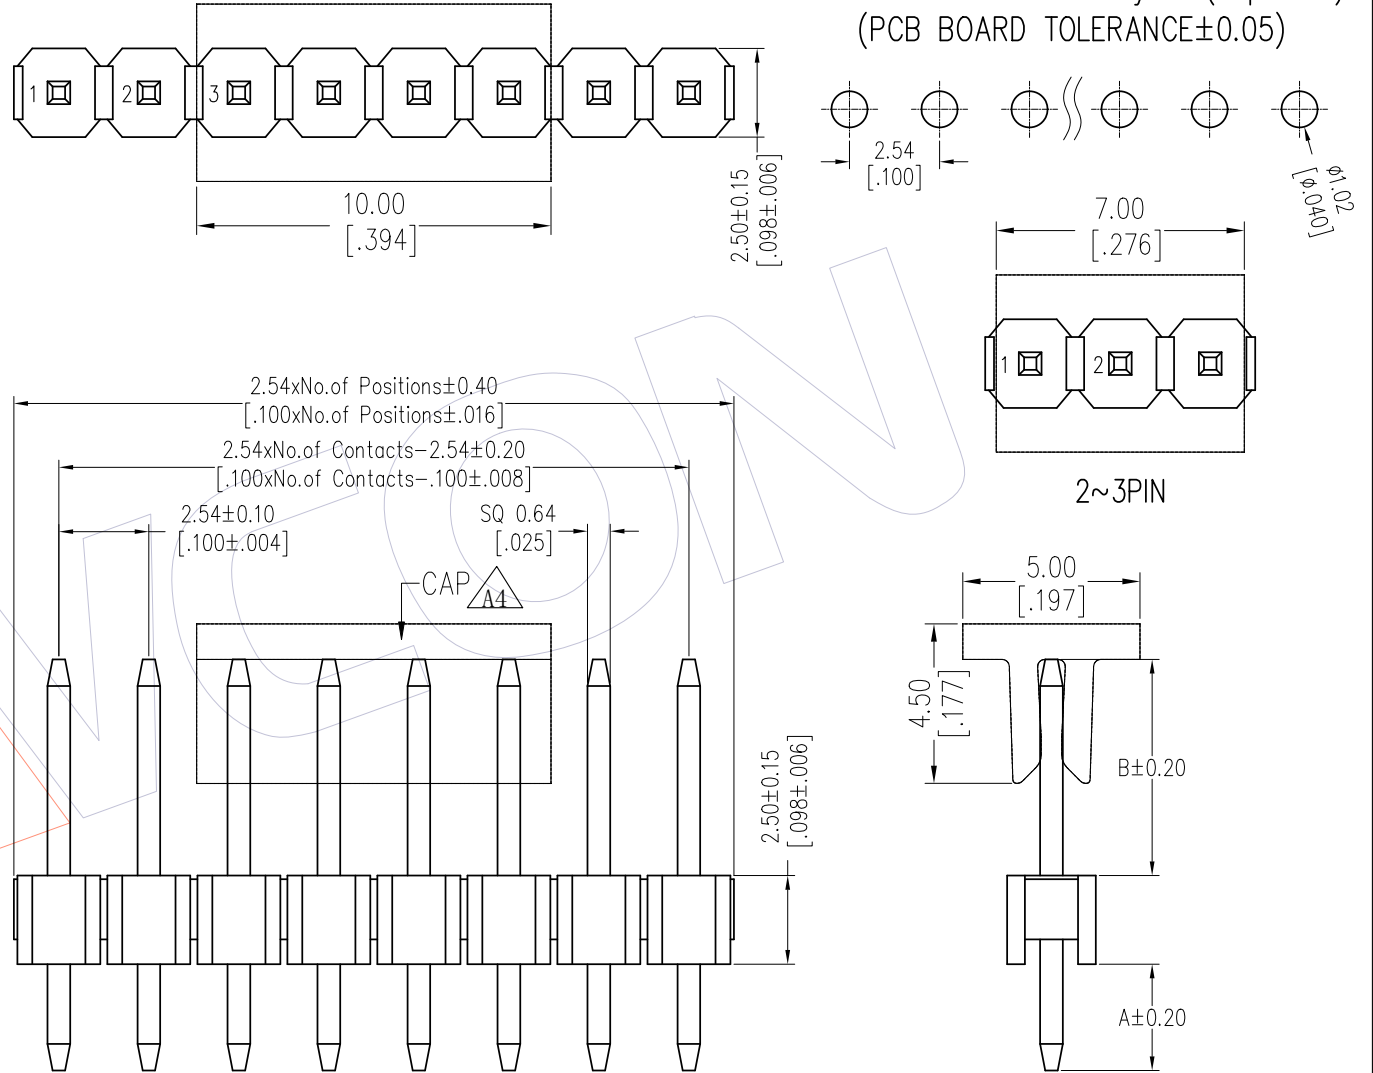 (PCB BOARD TOLERANCE±0.05)
1
2
3
10.00
[.394]
2.50±0.15
[.098±.006]
2.54
[.100]
ø1.02
[ø.040]
7.00
[.276]
1
2
2~3PIN
2.54xNo.of Positions±0.40
[.100xNo.of Positions±.016]
2.54xNo.of Contacts-2.54±0.20
[.100xNo.of Contacts-.100±.008]
2.54±0.10
[.100±.004]
SQ 0.64
[.025]
CAP
A4
2.50±0.15
[.098±.006]
5.00
[.197]
4.50
[.177]
B±0.20
A±0.20
WCON